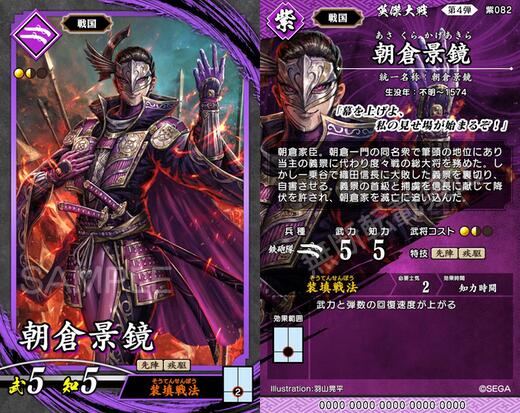 戦国
SAMPLE
朝倉景鏡
先陣 疾駆
武5 知5
そうてんせんぽう
装填戦法
2
紫
戦国
英傑大戦
第4弾
紫082
あさ くら かげあきら
朝倉景鏡
統一名称:朝倉景鏡
生没年:不明~1574
「幕を上げよ、
私の見せ場が始まるぞ!」
朝倉家臣。朝倉一門の同名衆で筆頭の地位にあり
当主の義景に代わり度々戦の総大将を務めた。し
かし一乗谷で織田信長に大敗した義景を裏切り、
自害させる。義景の首級と捕虜を信長に献じて降
伏を許され、朝倉家を滅亡に追い込んだ。
兵種 武力 知力 武将コスト
鉄砲隊 5 5
特技 先陣 疾駆
そうてんせんぽう
装填戦法
必要士気 2
効果時間 知力時間
武力と弾数の回復速度が上がる
効果範囲
Illustration:羽山晃平
©SEGA
0000 0000 0000 0000 0000